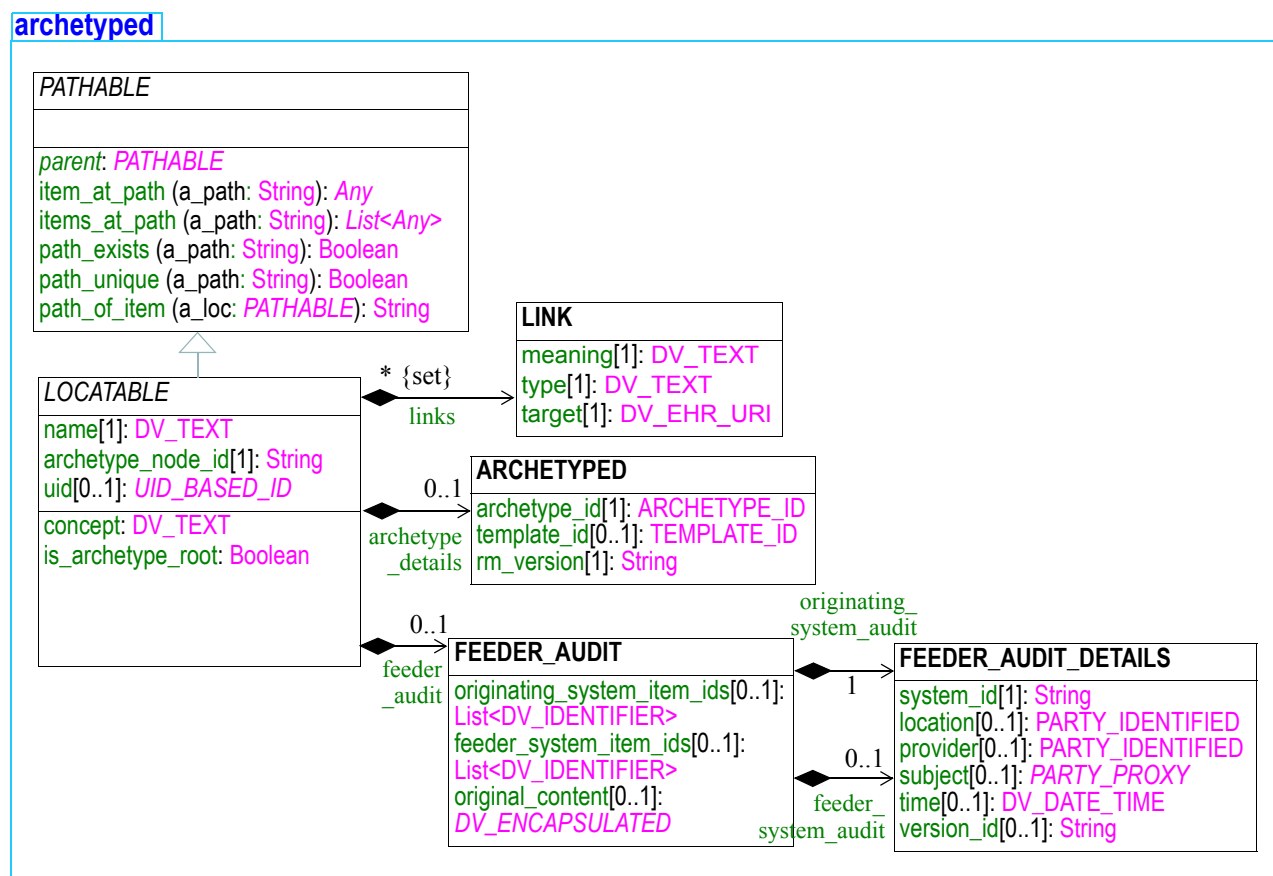 archetyped
PATHABLE
parent: PATHABLE
item_at_path (a_path: String): Any
items_at_path (a_path: String): List<Any>
path_exists (a_path: String): Boolean
path_unique (a_path: String): Boolean
path_of_item (a_loc: PATHABLE): String
LOCATABLE
name[1]: DV_TEXT
archetype_node_id[1]: String
uid[0..1]: UID_BASED_ID
concept: DV_TEXT
is_archetype_root: Boolean
* {set}
links
LINK
meaning[1]: DV_TEXT
type[1]: DV_TEXT
target[1]: DV_EHR_URI
0..1
archetype
_details
ARCHETYPED
archetype_id[1]: ARCHETYPE_ID
template_id[0..1]: TEMPLATE_ID
rm_version[1]: String
0..1
feeder
_audit
FEEDER_AUDIT
originating_system_item_ids[0..1]:
List<DV_IDENTIFIER>
feeder_system_item_ids[0..1]:
List<DV_IDENTIFIER>
original_content[0..1]:
DV_ENCAPSULATED
originating_
system_audit
1
0..1
feeder_
system_audit
FEEDER_AUDIT_DETAILS
system_id[1]: String
location[0..1]: PARTY_IDENTIFIED
provider[0..1]: PARTY_IDENTIFIED
subject[0..1]: PARTY_PROXY
time[0..1]: DV_DATE_TIME
version_id[0..1]: String